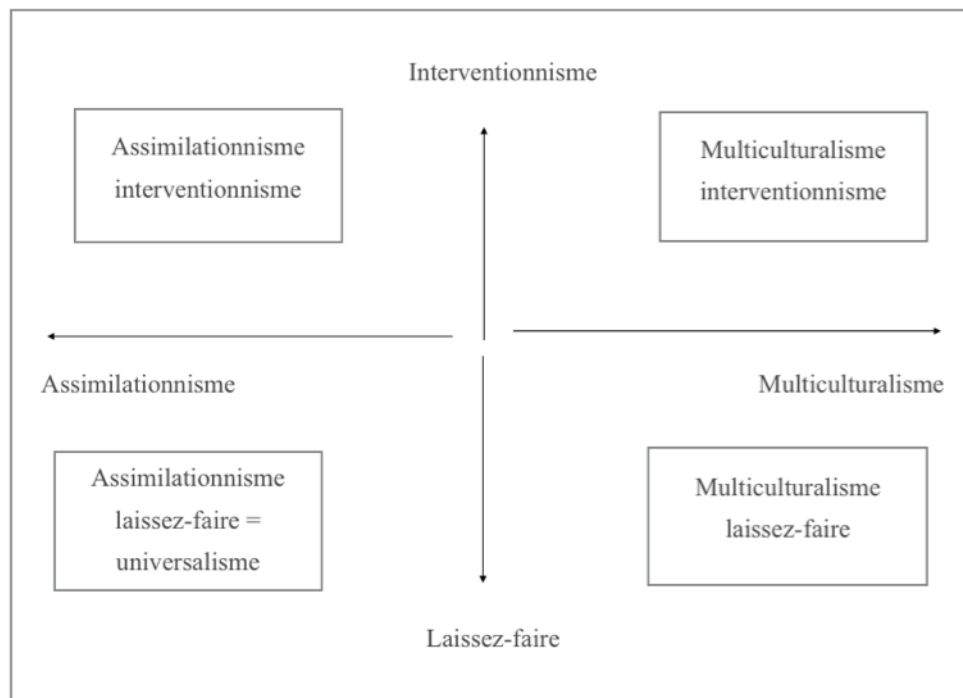 Interventionnisme
Assimilationnisme
interventionnisme
Multiculturalisme
interventionnisme
Assimilationnisme
Multiculturalisme
Assimilationnisme
laissez-faire =
universalisme
Multiculturalisme
laissez-faire
Laissez-faire